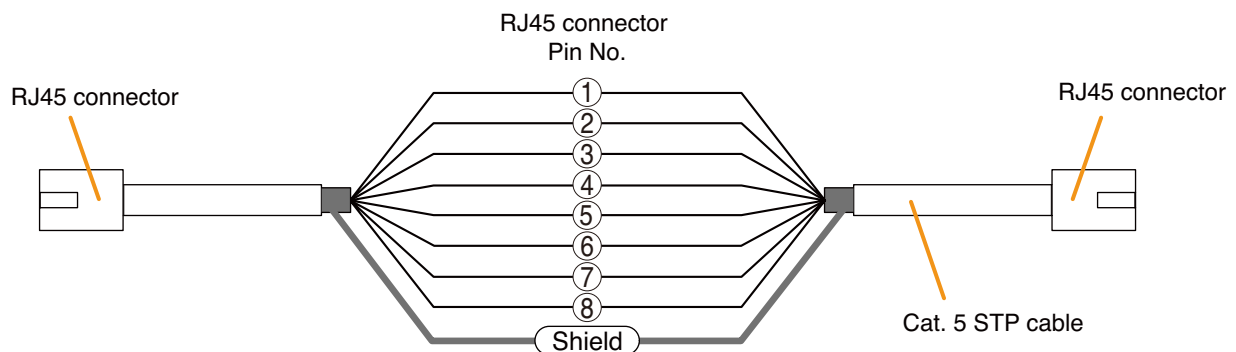 RJ45 connector
Pin No.
RJ45 connector
RJ45 connector
1
2
3
4
5
6
7
8
Shield
Cat. 5 STP cable